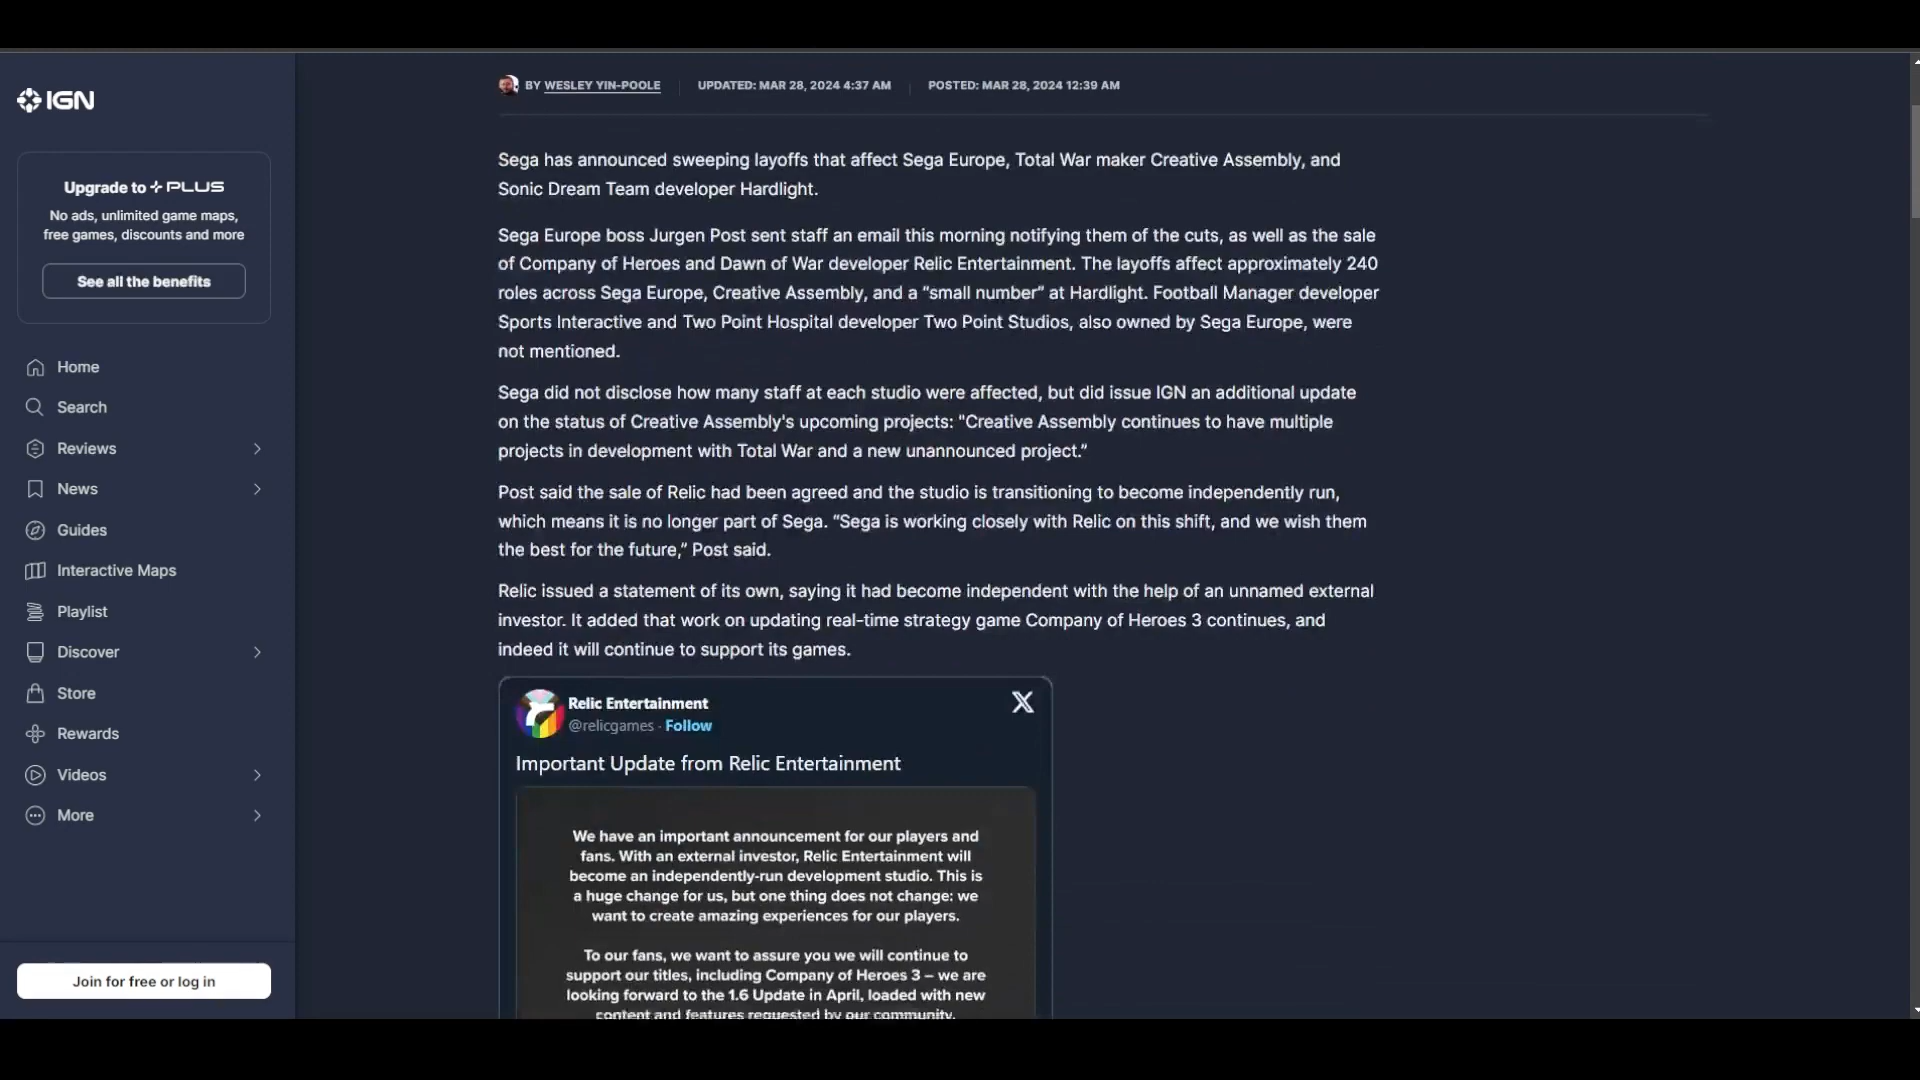 IGN
Upgrade to PLUS
No ads, unlimited game maps,
free games, discounts and more
See all the benefits
Home
Search
Reviews
News
Guides
Interactive Maps
Playlist
Discover
Store
Rewards
Videos
More
Join for free or log in
BY WESLEY YIN-POOLE UPDATED: MAR 28, 2024 4:37 AM POSTED: MAR 28, 2024 12:39 AM
Sega has announced sweeping layoffs that affect Sega Europe, Total War maker Creative Assembly, and
Sonic Dream Team developer Hardlight.
Sega Europe boss Jurgen Post sent staff an email this morning notifying them of the cuts, as well as the sale
of Company of Heroes and Dawn of War developer Relic Entertainment. The layoffs affect approximately 240
roles across Sega Europe, Creative Assembly, and a “small number” at Hardlight. Football Manager developer
Sports Interactive and Two Point Hospital developer Two Point Studios, also owned by Sega Europe, were
not mentioned.
Sega did not disclose how many staff at each studio were affected, but did issue IGN an additional update
on the status of Creative Assembly's upcoming projects: "Creative Assembly continues to have multiple
projects in development with Total War and a new unannounced project.”
Post said the sale of Relic had been agreed and the studio is transitioning to become independently run,
which means it is no longer part of Sega. “Sega is working closely with Relic on this shift, and we wish them
the best for the future,” Post said.
Relic issued a statement of its own, saying it had become independent with the help of an unnamed external
investor. It added that work on updating real-time strategy game Company of Heroes 3 continues, and
indeed it will continue to support its games.
Relic Entertainment
@relicgames · Follow
Important Update from Relic Entertainment
We have an important announcement for our players and
fans. With an external investor, Relic Entertainment will
become an independently-run development studio. This is
a huge change for us, but one thing does not change: we
want to create amazing experiences for our players.
To our fans, we want to assure you we will continue to
support our titles, including Company of Heroes 3 – we are
looking forward to the 1.6 Update in April, loaded with new
content and features requested by our community.